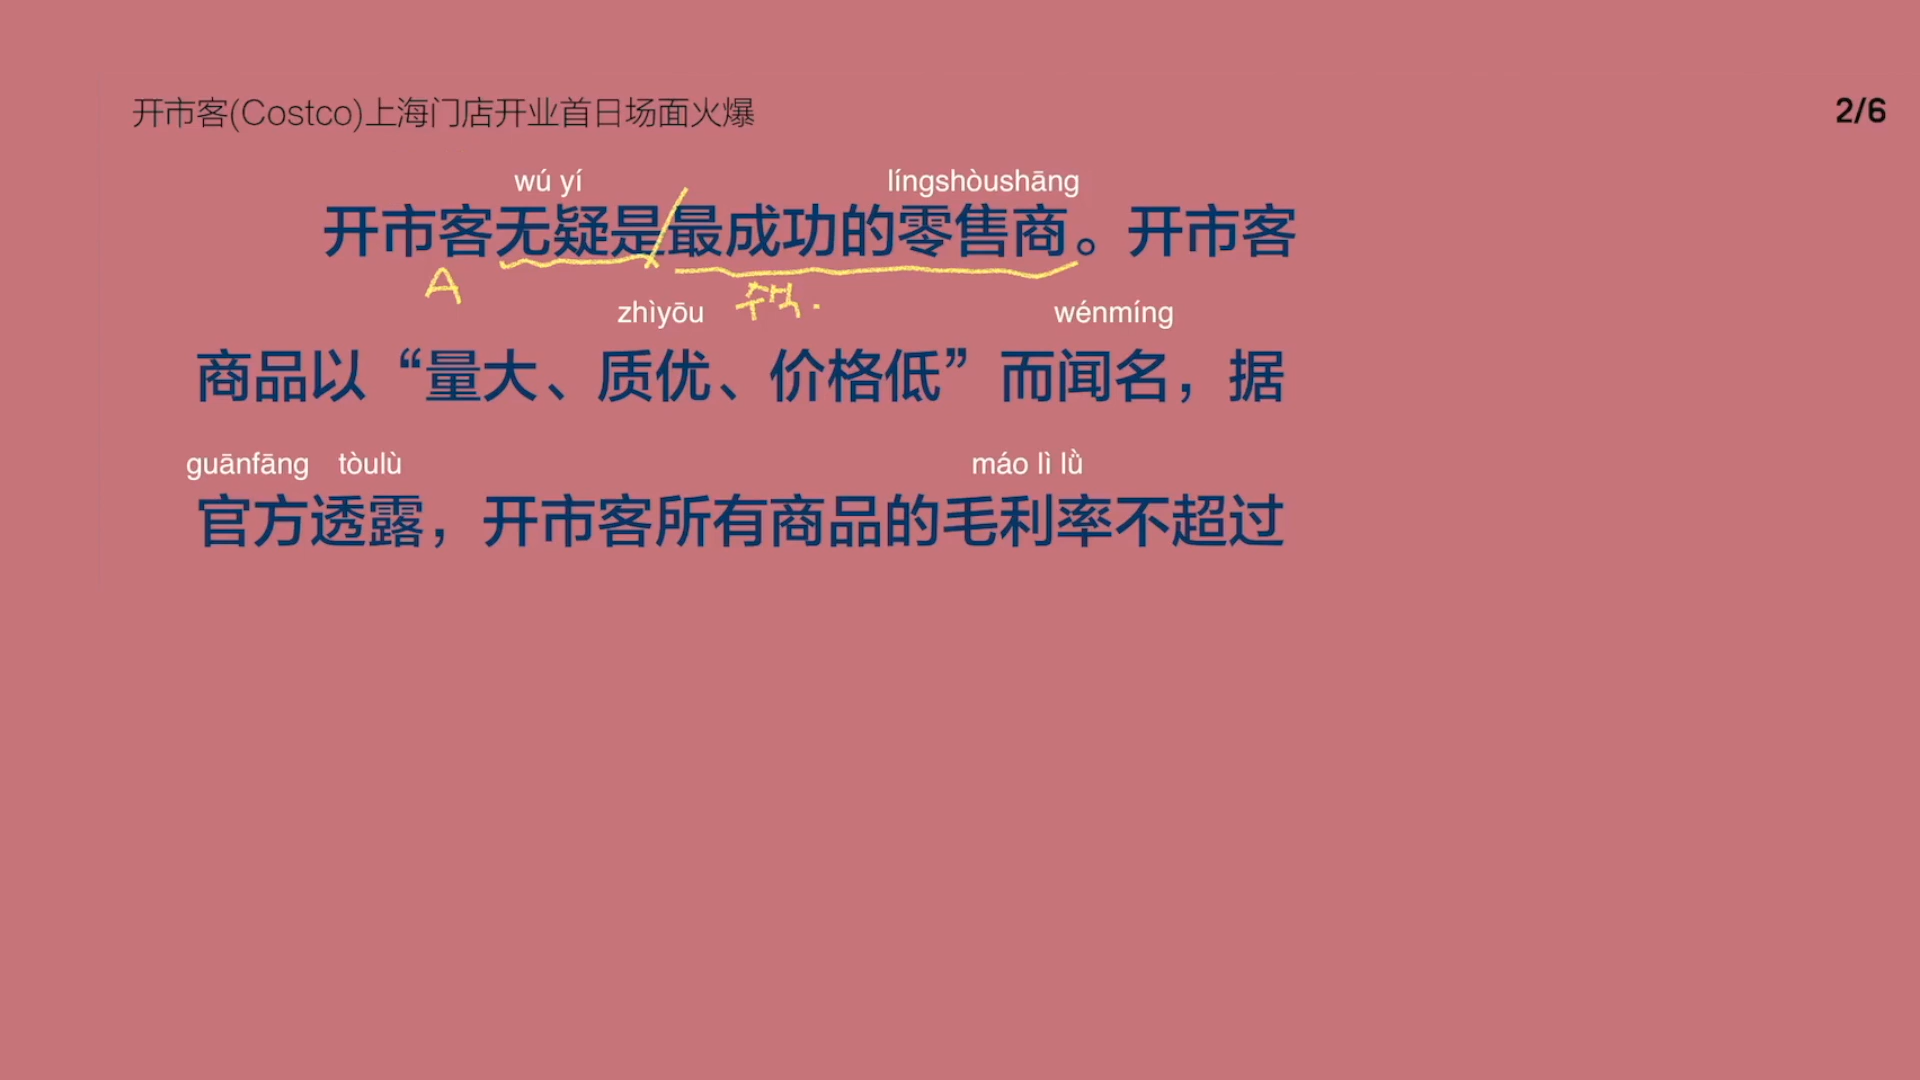 开市客(Costco)上海门店开业首日场面火爆
2/6
wú yí língshòushāng
开市客无疑是最成功的零售商。开市客
A
zhìyōu wénmíng
商品以“量大、质优、价格低”而闻名，据
guānfāng tòulù máo lì lǜ
官方透露，开市客所有商品的毛利率不超过